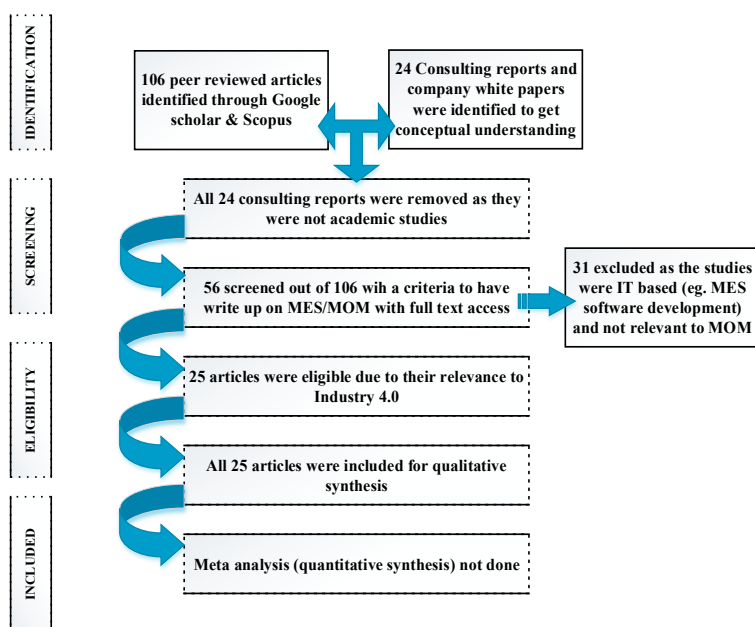 IDENTIFICATION
106 peer reviewed articles
identified through Google
scholar & Scopus
24 Consulting reports and
company white papers
were identified to get
conceptual understanding
SCREENING
All 24 consulting reports were removed as they
were not academic studies
56 screened out of 106 wih a criteria to have
write up on MES/MOM with full text access
31 excluded as the studies
were IT based (eg. MES
software development)
and not relevant to MOM
ELIGIBILITY
25 articles were eligible due to their relevance to
Industry 4.0
All 25 articles were included for qualitative
synthesis
INCLUDED
Meta analysis (quantitative synthesis) not done